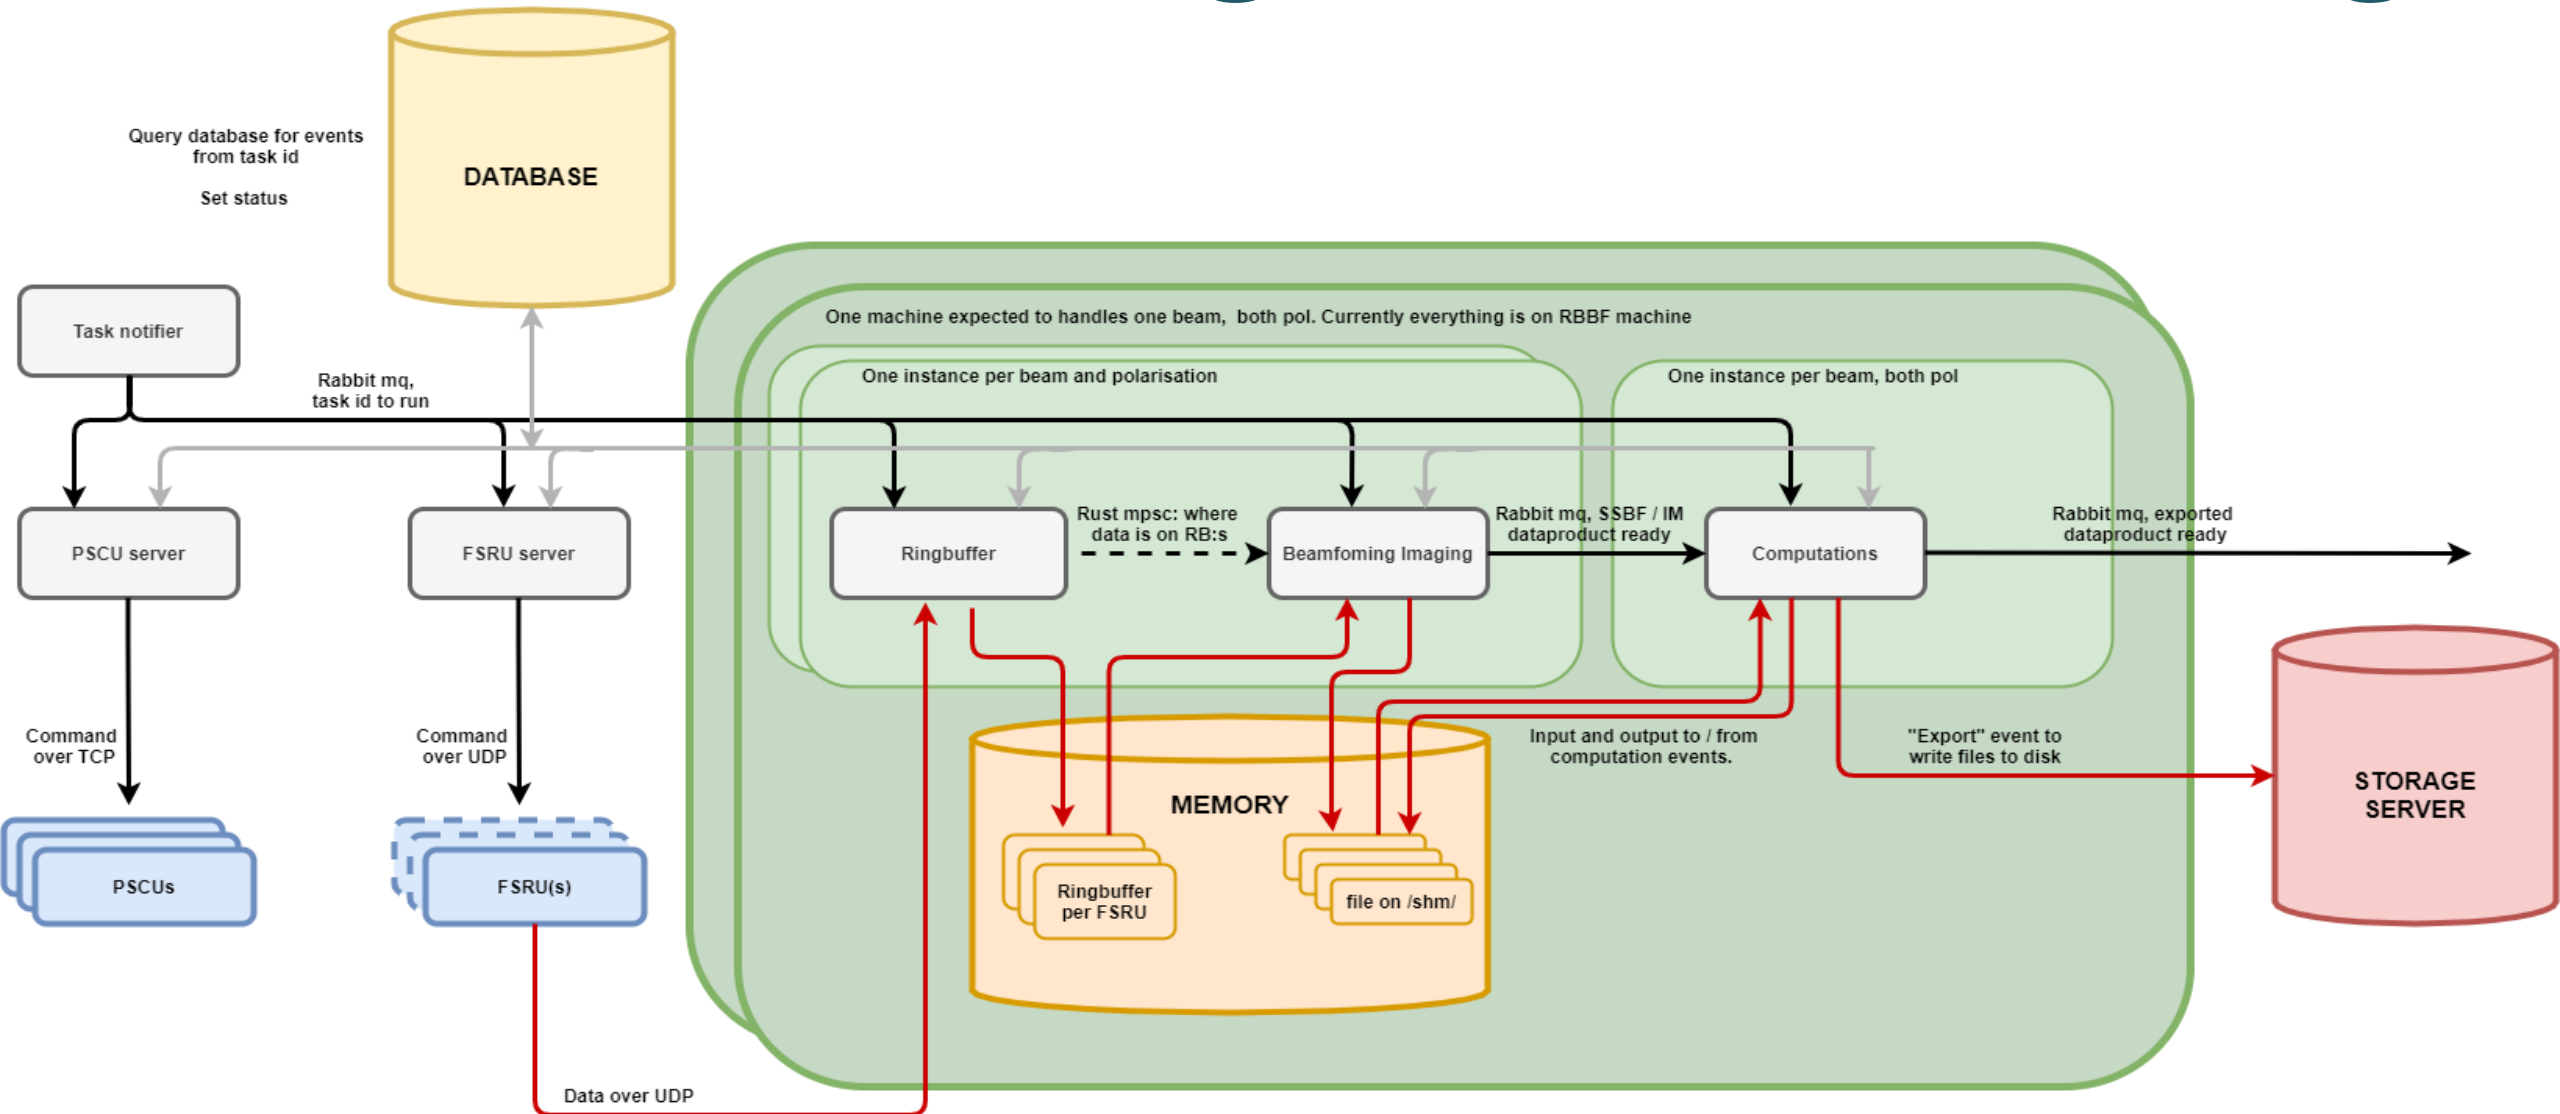 Query database for events
from task id
Set status
DATABASE
One machine expected to handles one beam,  both pol. Currently everything is on RBBF machine
Task notifier
Rabbit mq,
task id to run
One instance per beam and polarisation
One instance per beam, both pol
PSCU server
FSRU server
Ringbuffer
Rust mpsc: where
data is on RB:s
Beamfoming Imaging
Rabbit mq, SSBF / IM
dataproduct ready
Computations
Rabbit mq, exported
dataproduct ready
Command
over TCP
Command
over UDP
Input and output to / from
computation events.
"Export" event to
write files to disk
MEMORY
STORAGE
SERVER
PSCUs
FSRU(s)
Ringbuffer
per FSRU
file on /shm/
Data over UDP